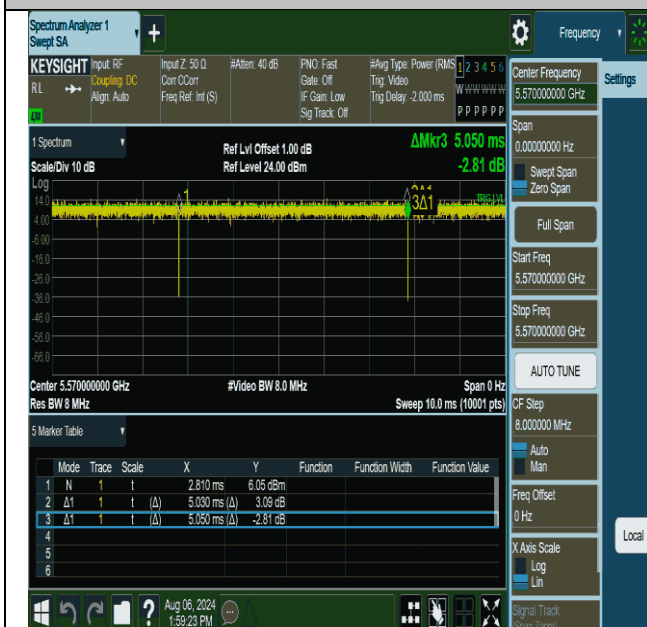 Spectrum Analyzer 1
Swept SA
+
Frequency
KEYSIGHT Input: RF Input Z: 50 Ω #Atten: 40 dB PNO: Fast #Avg Type: Power (RMS 1 2 3 4 5 6
RL Coupling: DC Corr CCorr Gate: Off Trig: Video W W W W W W
Align: Auto Freq Ref: Int (S) IF Gain: Low Trig Delay: -2.000 ms
Sig Track: Off P P P P P P
1 Spectrum
Scale/Div 10 dB
Ref Lvl Offset 1.00 dB
Ref Level 24.00 dBm
ΔMkr3 5.050 ms
-2.81 dB
Log
14.0
4.00
-6.00
-16.0
-26.0
-36.0
-46.0
-56.0
-66.0
1
3Δ1
TRIG LVL
Center 5.570000000 GHz #Video BW 8.0 MHz Span 0 Hz
Res BW 8 MHz Sweep 10.0 ms (10001 pts)
5 Marker Table
Mode Trace Scale X Y Function Function Width Function Value
1 N 1 t 2.810 ms 6.05 dBm
2 Δ1 1 t (Δ) 5.030 ms (Δ) 3.09 dB
3 Δ1 1 t (Δ) 5.050 ms (Δ) -2.81 dB
4
5
6
Aug 06, 2024
1:59:23 PM
Settings
Center Frequency
5.570000000 GHz
Span
0.00000000 Hz
Swept Span
Zero Span
Full Span
Start Freq
5.570000000 GHz
Stop Freq
5.570000000 GHz
AUTO TUNE
CF Step
8.000000 MHz
Auto
Man
Freq Offset
0 Hz
X Axis Scale
Log
Lin
Signal Track
(Span Zoom)
Local